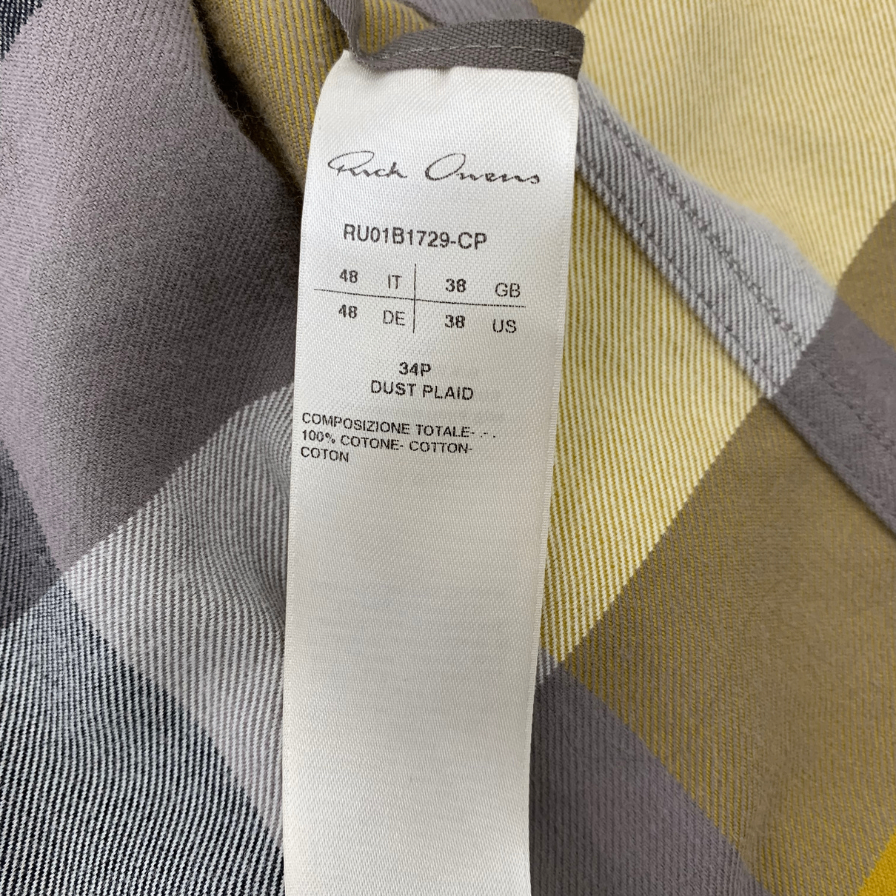 Rick Owens
RU01B1729-CP
48 IT 38 GB
48 DE 38 US
34P
DUST PLAID
COMPOSIZIONE TOTALE- .- .
100% COTONE- COTTON-
COTON